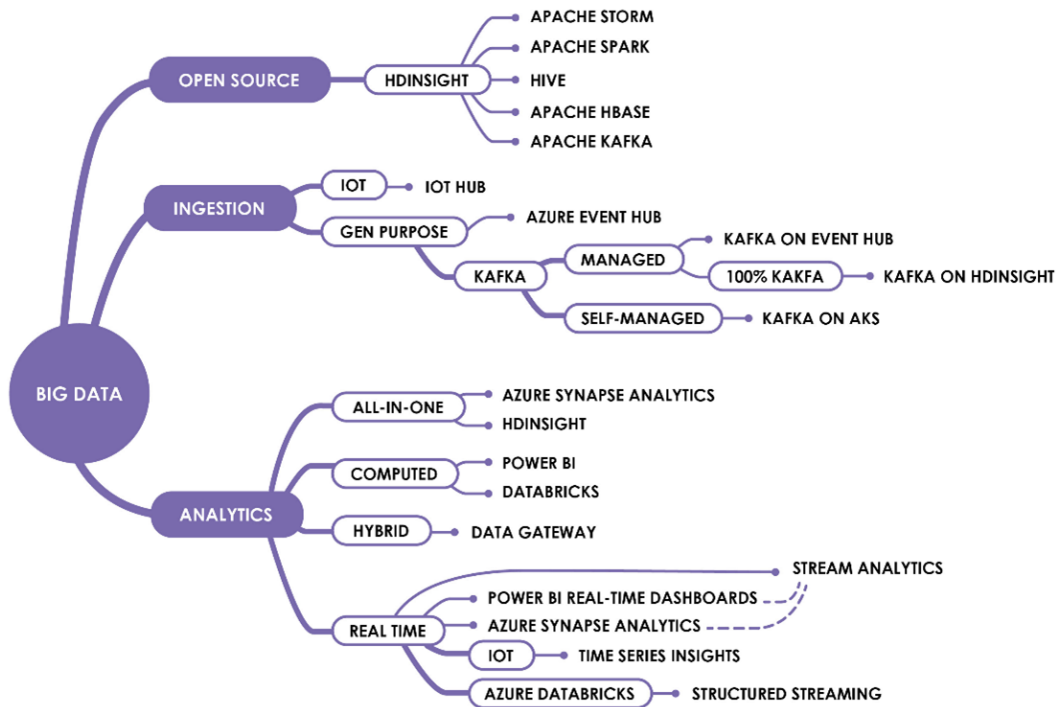 APACHE STORM
APACHE SPARK
OPEN SOURCE
HDINSIGHT
HIVE
APACHE HBASE
APACHE KAFKA
IOT
IOT HUB
INGESTION
GEN PURPOSE
AZURE EVENT HUB
KAFKA
MANAGED
KAFKA ON EVENT HUB
100% KAKFA
KAFKA ON HDINSIGHT
SELF-MANAGED
KAFKA ON AKS
BIG DATA
ALL-IN-ONE
AZURE SYNAPSE ANALYTICS
HDINSIGHT
COMPUTED
POWER BI
DATABRICKS
ANALYTICS
HYBRID
DATA GATEWAY
STREAM ANALYTICS
POWER BI REAL-TIME DASHBOARDS
REAL TIME
AZURE SYNAPSE ANALYTICS
IOT
TIME SERIES INSIGHTS
AZURE DATABRICKS
STRUCTURED STREAMING